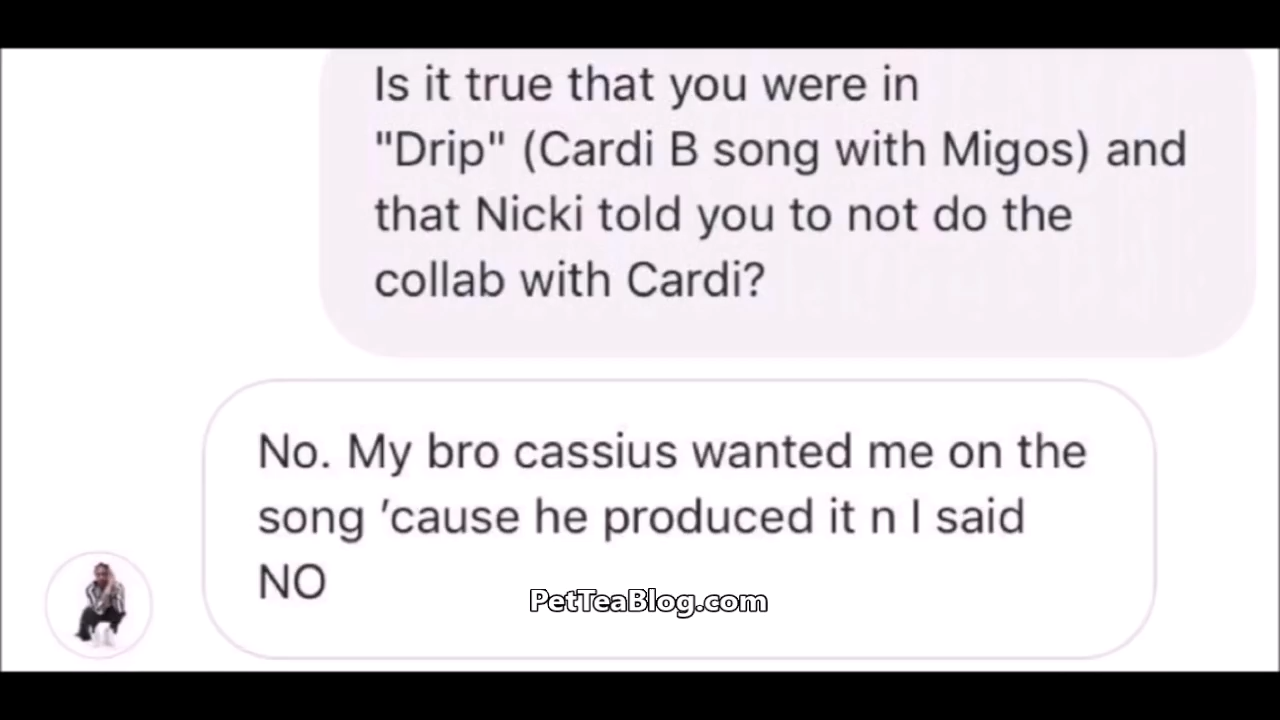 Is it true that you were in
"Drip" (Cardi B song with Migos) and
that Nicki told you to not do the
collab with Cardi?
No. My bro cassius wanted me on the
song ’cause he produced it n I said
NO
PetTeaBlog.com